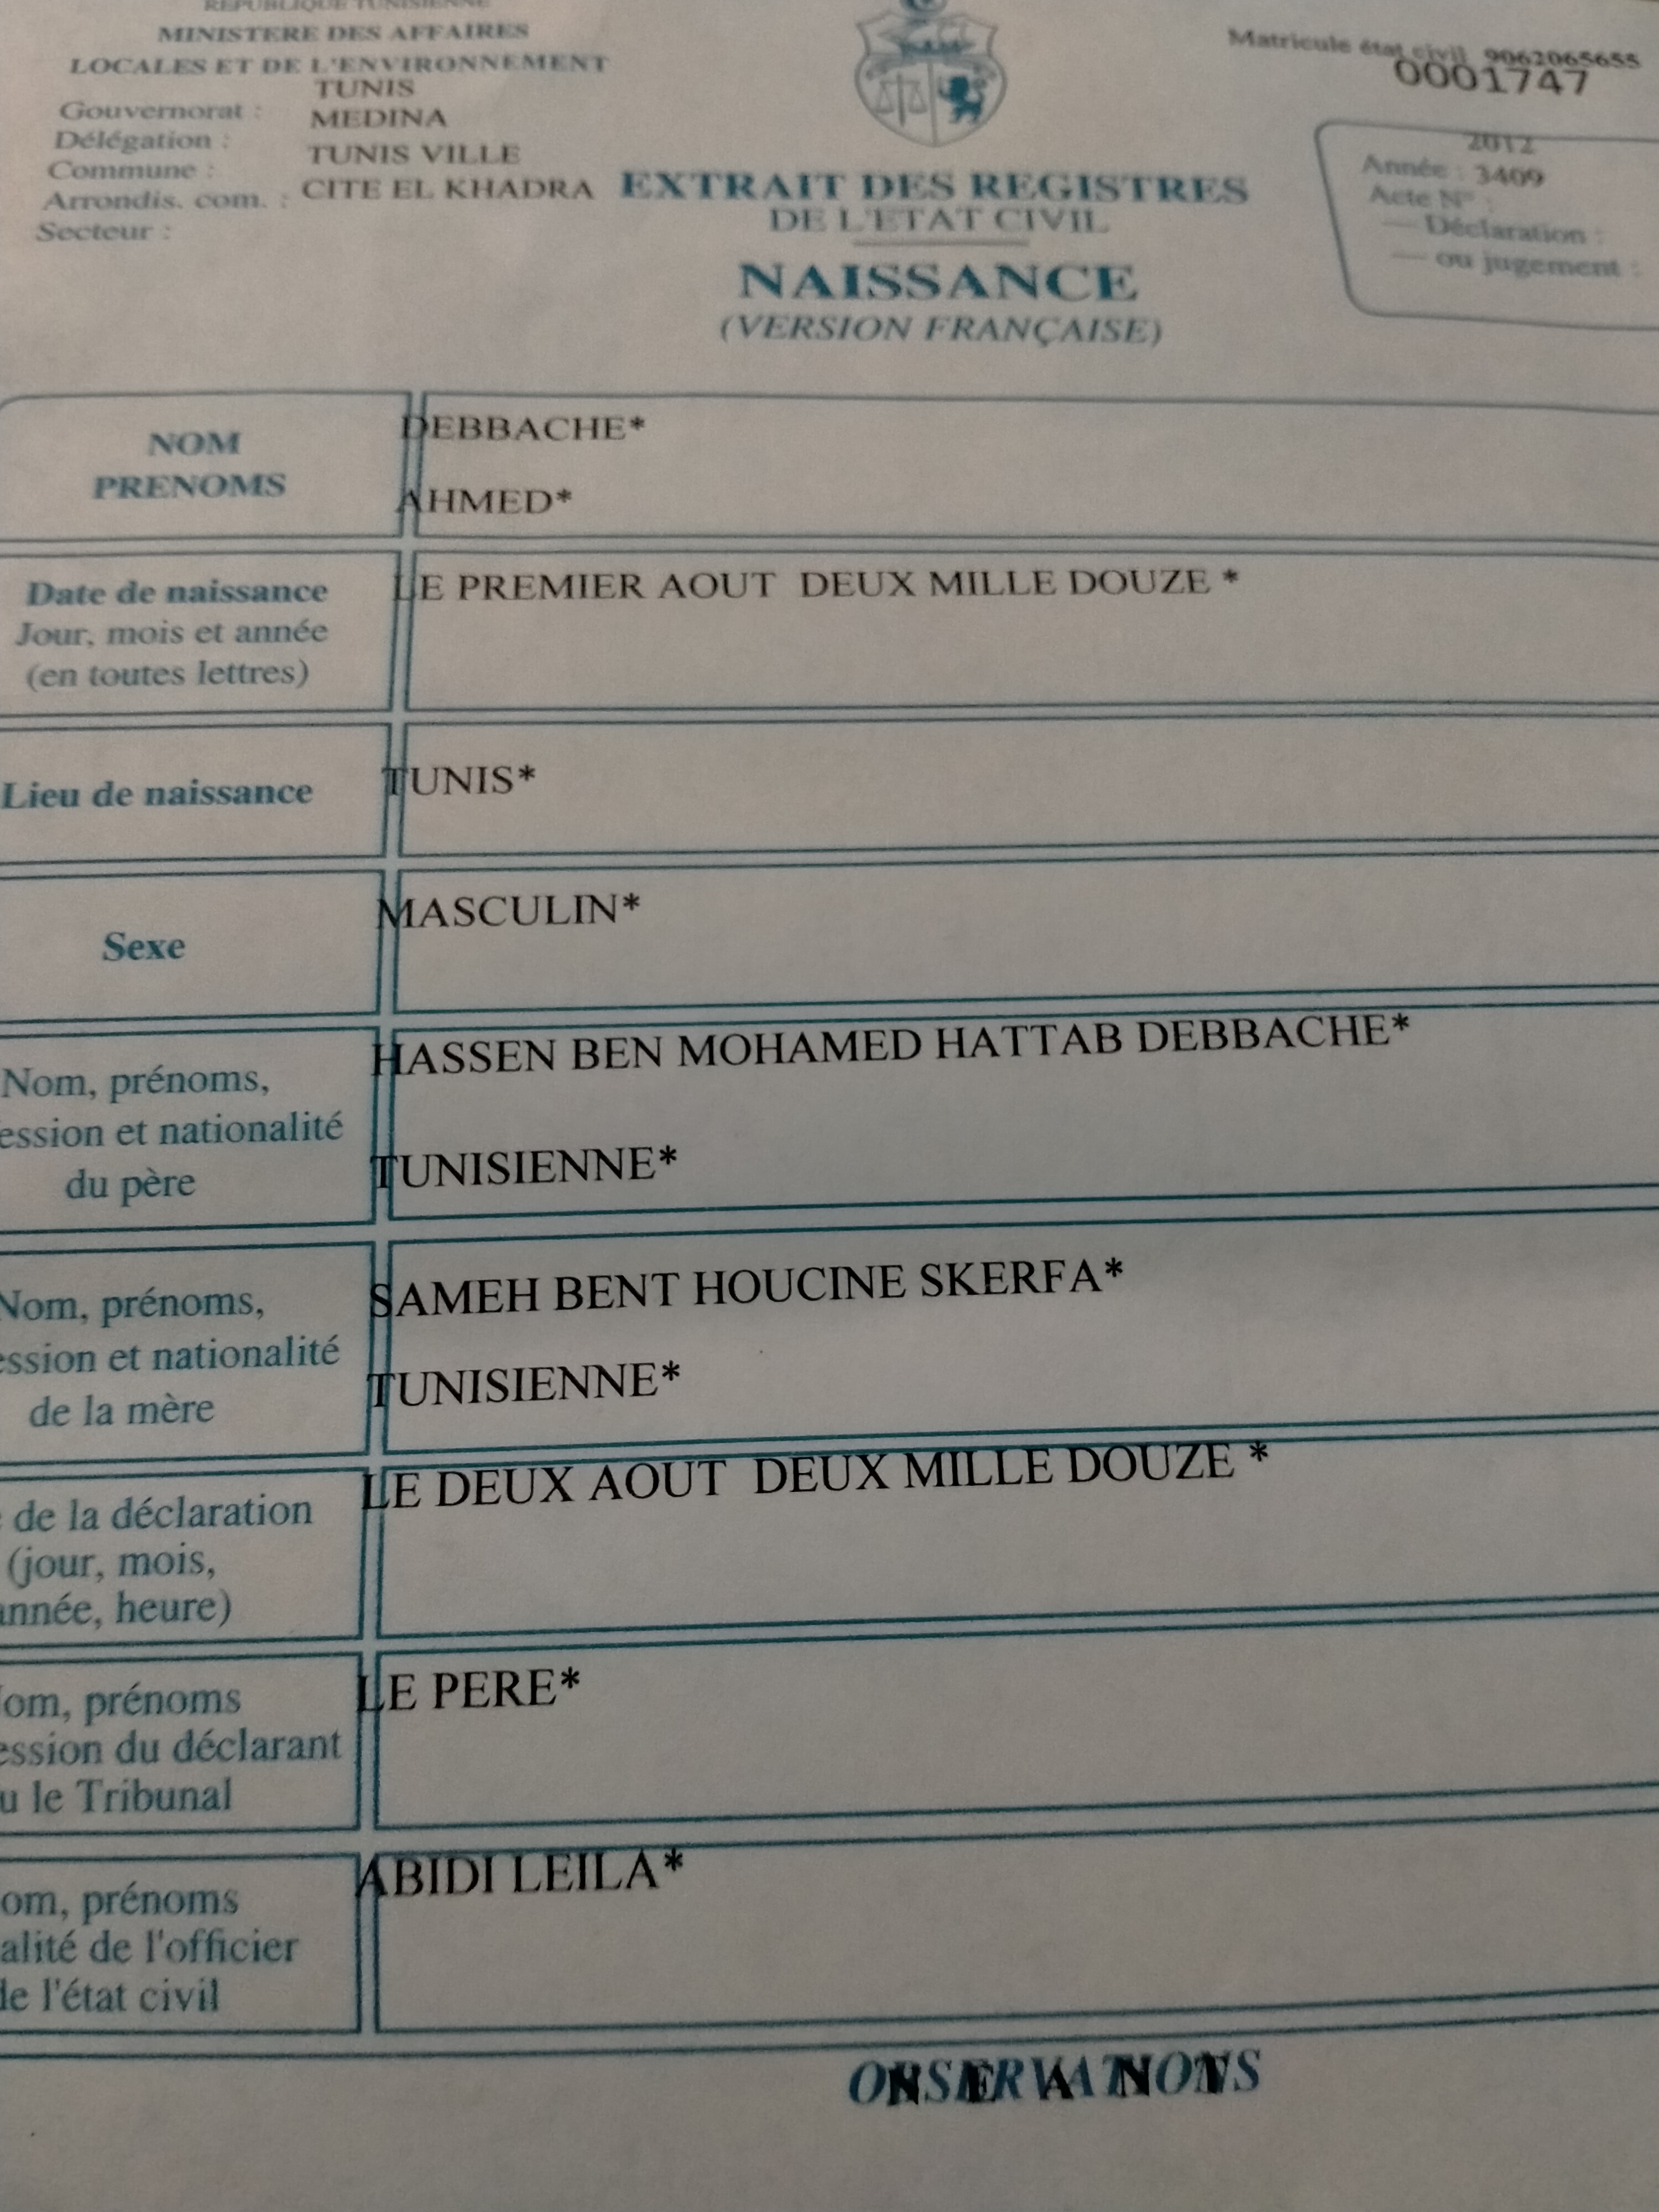 REPUBLIQUE TUNISIENNE
MINISTERE DES AFFAIRES
LOCALES ET DE L'ENVIRONNEMENT
Gouvernorat : TUNIS
Délégation : MEDINA
Commune : TUNIS VILLE
Arrondis. com. : CITE EL KHADRA
Secteur :
Matricule état civil 9062065655
0001747
2012
Année : 3409
Acte N° :
— Déclaration :
— ou jugement :
EXTRAIT DES REGISTRES
DE L'ETAT CIVIL
NAISSANCE
(VERSION FRANÇAISE)
NOM DEBBACHE*
PRENOMS AHMED*
Date de naissance LE PREMIER AOUT DEUX MILLE DOUZE *
Jour, mois et année
(en toutes lettres)
Lieu de naissance TUNIS*
Sexe MASCULIN*
Nom, prénoms, HASSEN BEN MOHAMED HATTAB DEBBACHE*
ession et nationalité
du père TUNISIENNE*
Nom, prénoms, SAMEH BENT HOUCINE SKERFA*
ession et nationalité
de la mère TUNISIENNE*
de la déclaration LE DEUX AOUT DEUX MILLE DOUZE *
(jour, mois,
année, heure)
om, prénoms LE PERE*
ession du déclarant
u le Tribunal
om, prénoms ABIDI LEILA*
alité de l'officier
de l'état civil
OBSERVATIONS